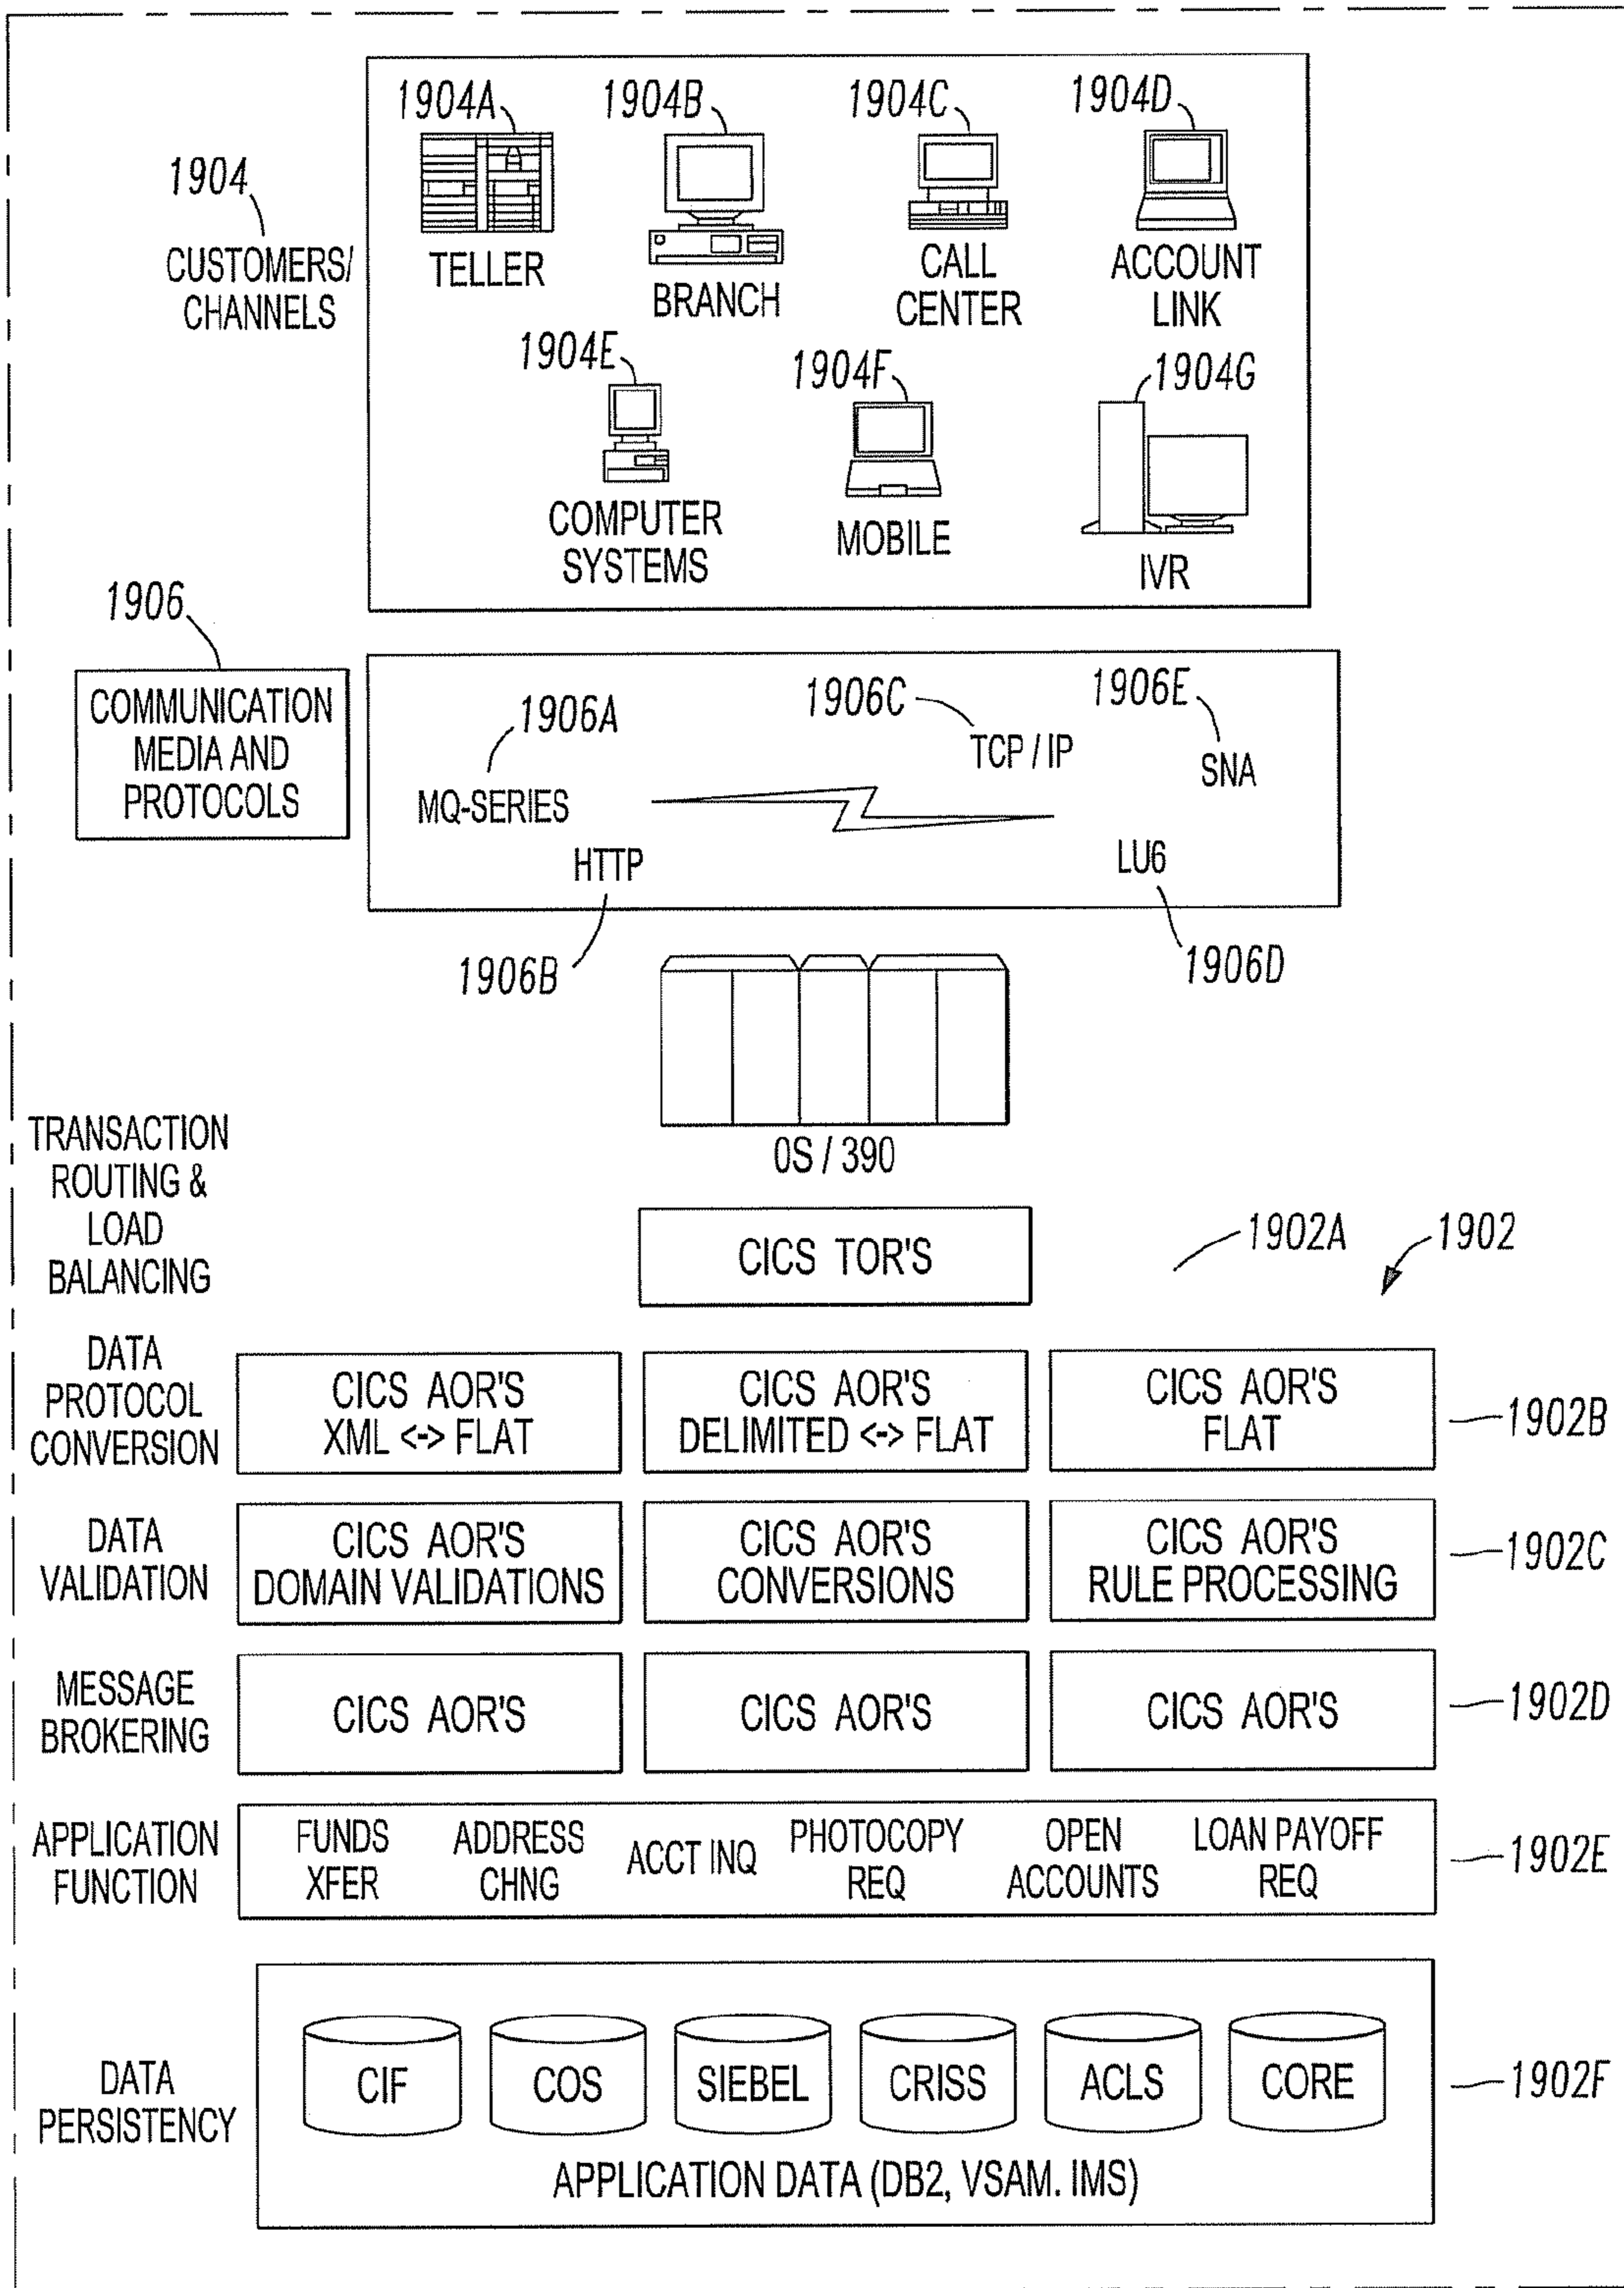 1904A
1904B
1904C
1904D
1904
CUSTOMERS/
CHANNELS
TELLER
BRANCH
CALL
CENTER
ACCOUNT
LINK
1904E
1904F
1904G
COMPUTER
SYSTEMS
MOBILE
IVR
1906
COMMUNICATION
MEDIA AND
PROTOCOLS
1906A
1906C
1906E
MQ-SERIES
TCP / IP
SNA
HTTP
LU6
1906B
1906D
OS / 390
TRANSACTION
ROUTING &
LOAD
BALANCING
CICS TOR'S
1902A
1902
DATA
PROTOCOL
CONVERSION
CICS AOR'S
XML <-> FLAT
CICS AOR'S
DELIMITED <-> FLAT
CICS AOR'S
FLAT
1902B
DATA
VALIDATION
CICS AOR'S
DOMAIN VALIDATIONS
CICS AOR'S
CONVERSIONS
CICS AOR'S
RULE PROCESSING
1902C
MESSAGE
BROKERING
CICS AOR'S
CICS AOR'S
CICS AOR'S
1902D
APPLICATION
FUNCTION
FUNDS
XFER
ADDRESS
CHNG
ACCT INQ
PHOTOCOPY
REQ
OPEN
ACCOUNTS
LOAN PAYOFF
REQ
1902E
DATA
PERSISTENCY
CIF
COS
SIEBEL
CRISS
ACLS
CORE
1902F
APPLICATION DATA (DB2, VSAM. IMS)